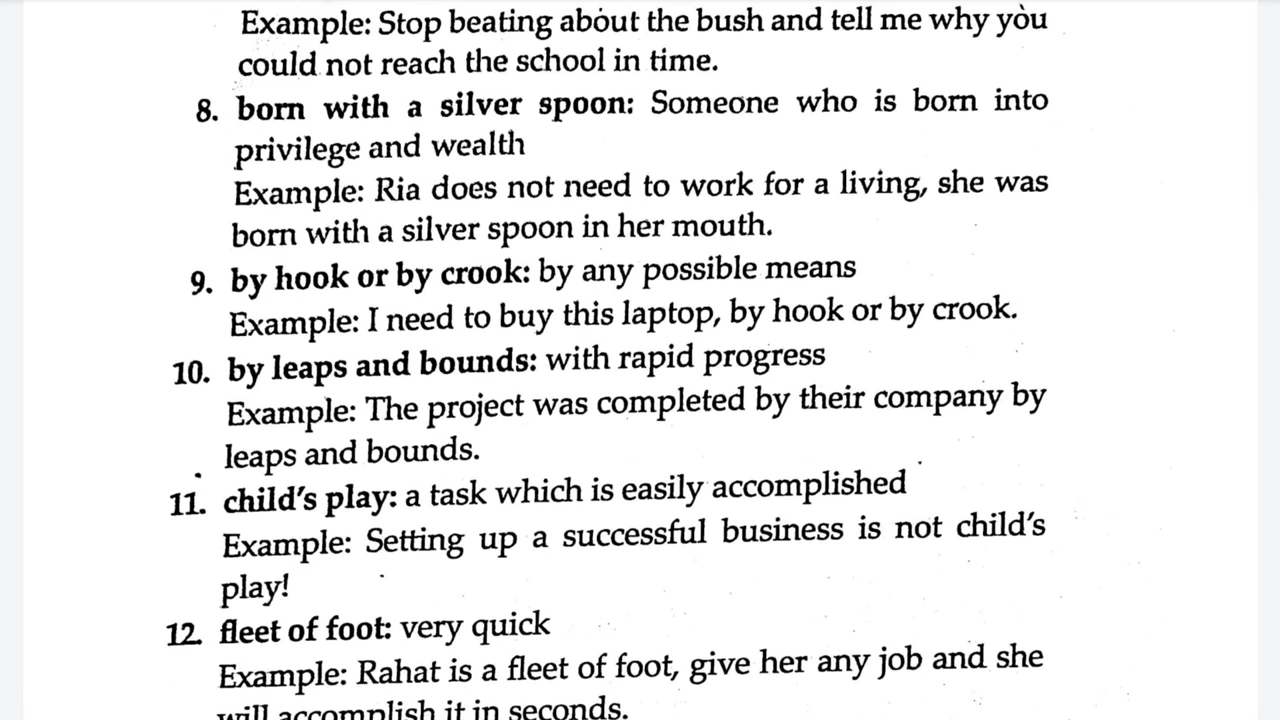 Example: Stop beating about the bush and tell me why you
could not reach the school in time.
8. born with a silver spoon: Someone who is born into
privilege and wealth
Example: Ria does not need to work for a living, she was
born with a silver spoon in her mouth.
9. by hook or by crook: by any possible means
Example: I need to buy this laptop, by hook or by crook.
10. by leaps and bounds: with rapid progress
Example: The project was completed by their company by
leaps and bounds.
11. child's play: a task which is easily accomplished
Example: Setting up a successful business is not child's
play!
12. fleet of foot: very quick
Example: Rahat is a fleet of foot, give her any job and she
will accomplish it in seconds.